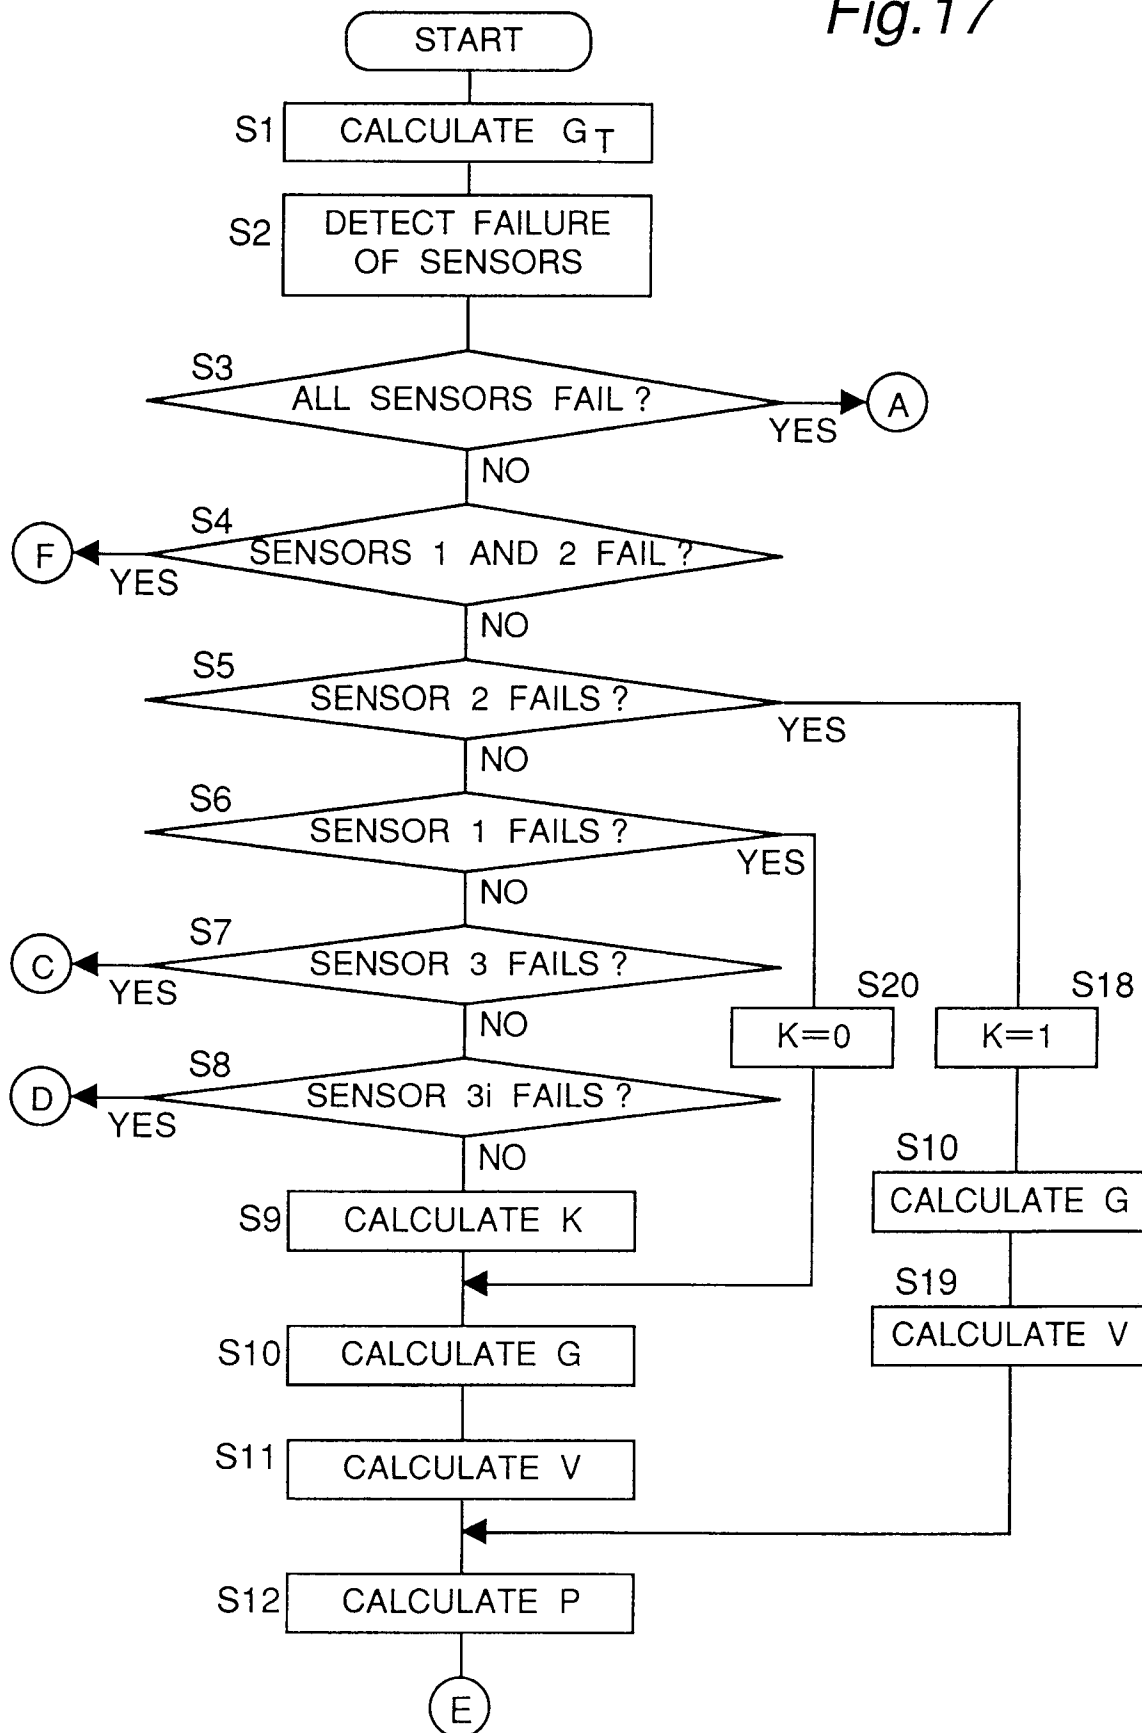 Fig.17
START
S1
CALCULATE GT
S2
DETECT FAILURE
OF SENSORS
S3
ALL SENSORS FAIL ?
YES
A
NO
S4
SENSORS 1 AND 2 FAIL ?
F
YES
NO
S5
SENSOR 2 FAILS ?
YES
NO
S6
SENSOR 1 FAILS ?
YES
NO
S7
SENSOR 3 FAILS ?
C
YES
NO
S20
K=0
S18
K=1
S8
SENSOR 3i FAILS ?
D
YES
NO
S10
CALCULATE G
S9
CALCULATE K
S19
CALCULATE V
S10
CALCULATE G
S11
CALCULATE V
S12
CALCULATE P
E